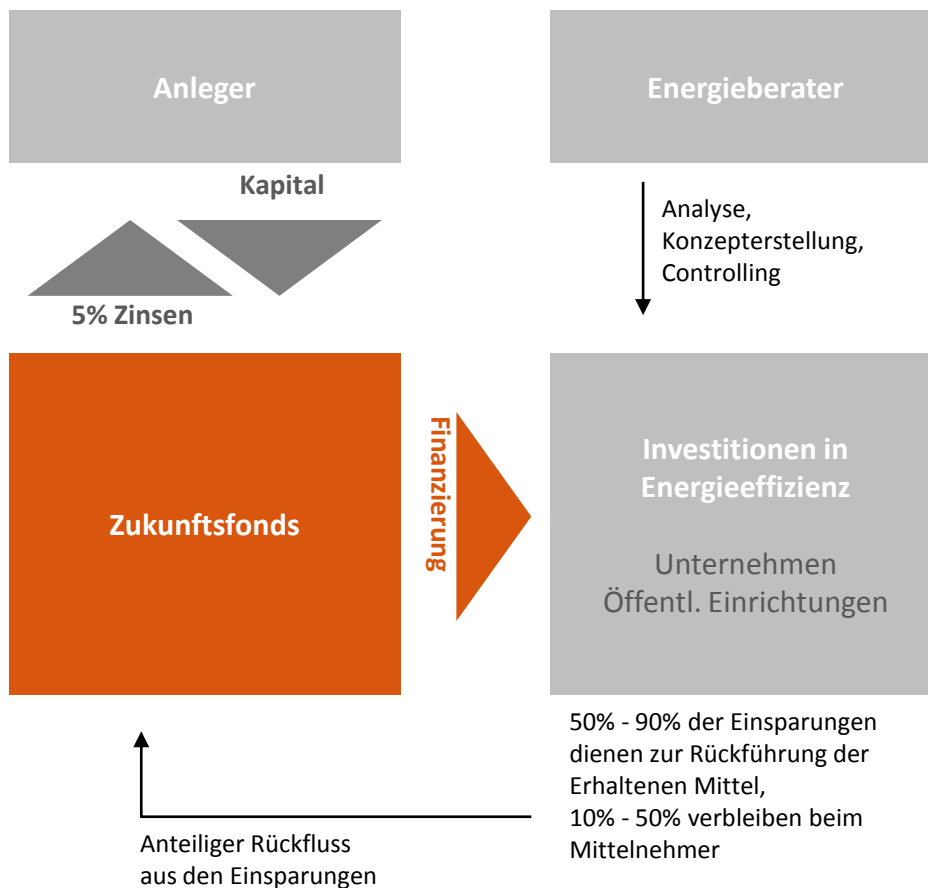 Anleger
Energieberater
Kapital
5% Zinsen
Analyse,
Konzepterstellung,
Controlling
Zukunftsfonds
Finanzierung
Investitionen in
Energieeffizienz
Unternehmen
Öffentl. Einrichtungen
50% - 90% der Einsparungen
dienen zur Rückführung der
Erhaltenen Mittel,
10% - 50% verbleiben beim
Mittelnehmer
Anteiliger Rückfluss
aus den Einsparungen